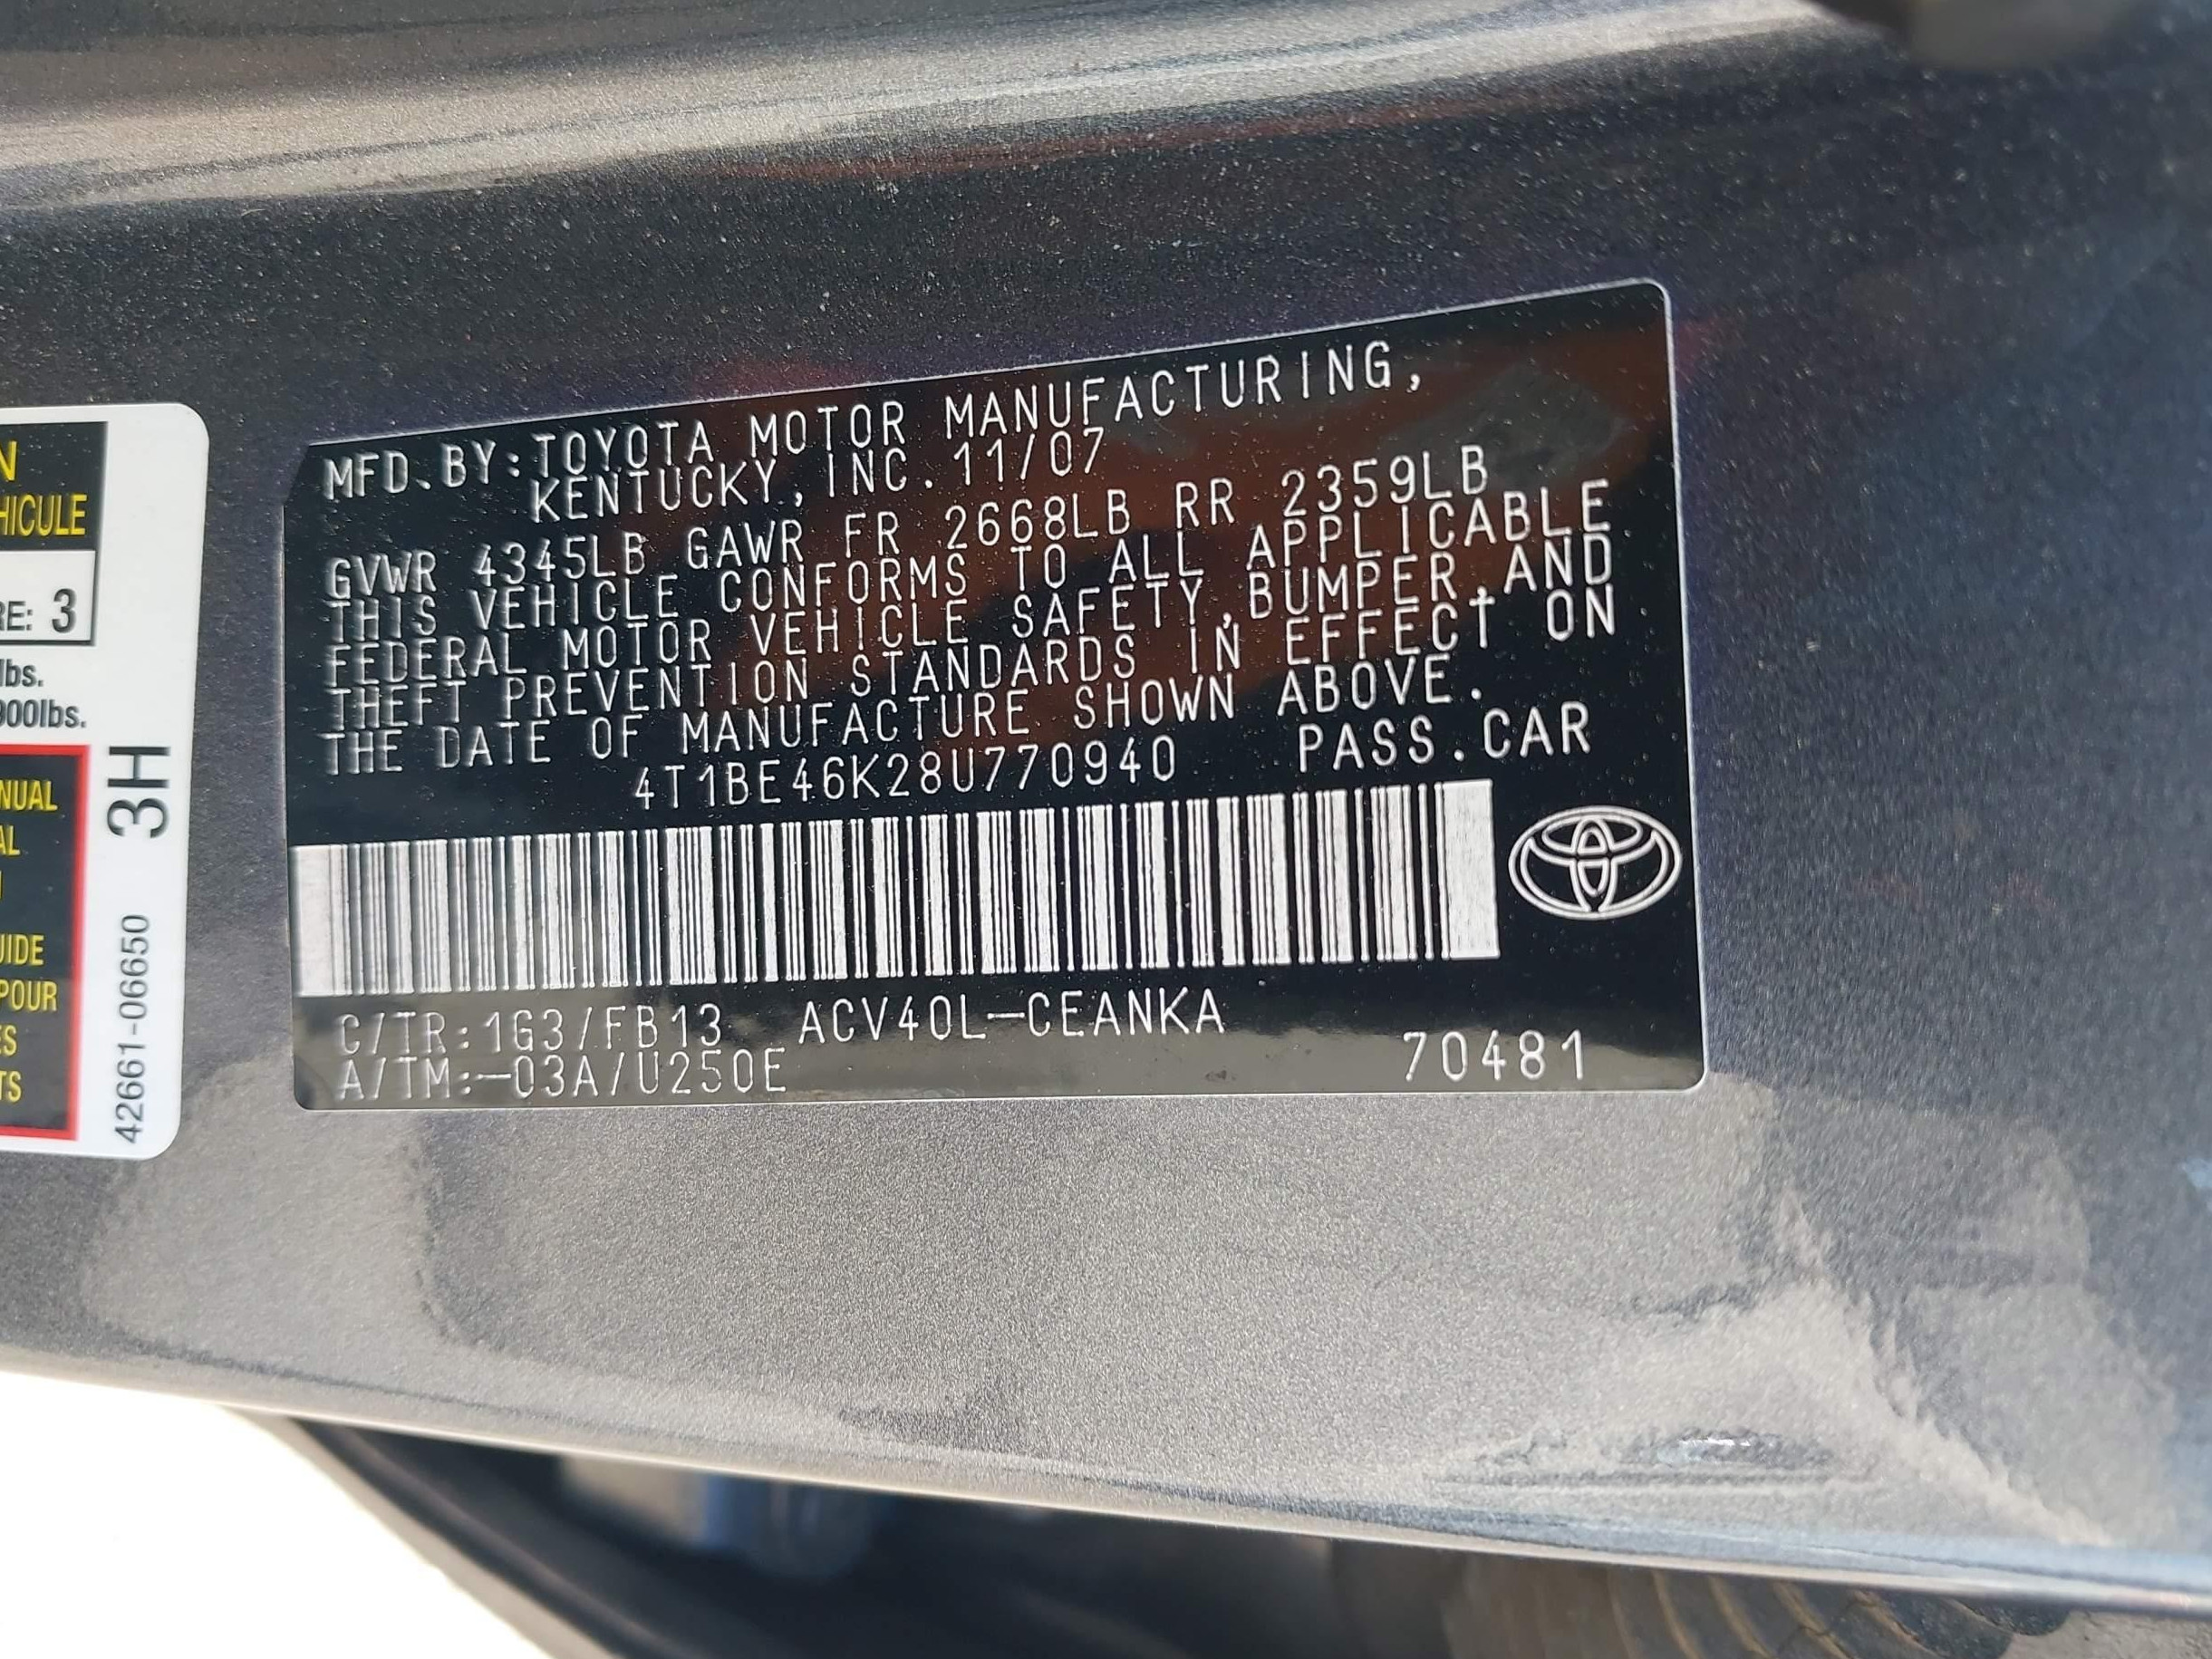 N
HICULE
RE: 3
lbs.
900lbs.
NUAL
AL
UIDE
POUR
ES
TS
3H
42661-06650
MFD.BY:TOYOTA MOTOR MANUFACTURING,
KENTUCKY, INC. 11/07
GVWR 4345LB GAWR FR 2668LB RR 2359LB
THIS VEHICLE CONFORMS TO ALL APPLICABLE
FEDERAL MOTOR VEHICLE SAFETY,BUMPER,AND
THEFT PREVENTION STANDARDS IN EFFECT ON
THE DATE OF MANUFACTURE SHOWN ABOVE.
4T1BE46K28U770940 PASS.CAR
C/TR:1G3/FB13 ACV40L-CEANKA
A/TM:-03A/U250E 70481